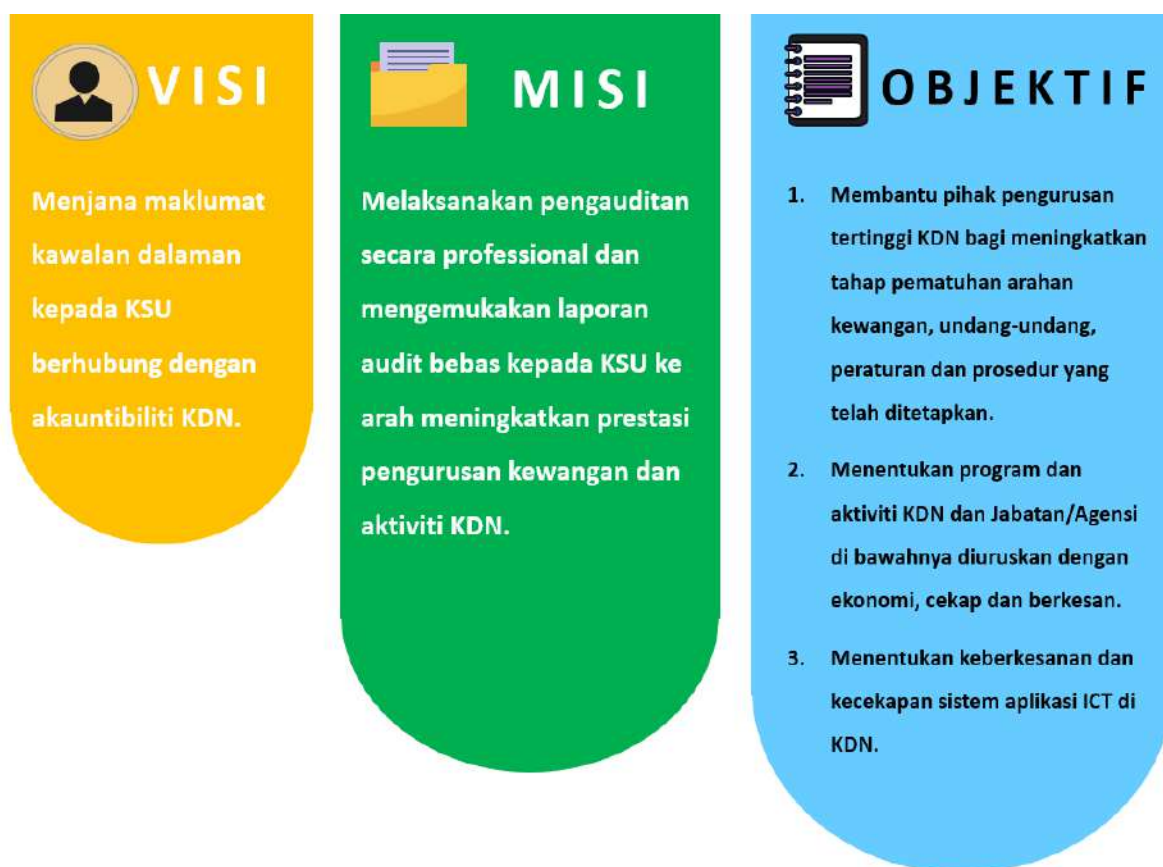 VISI
Menjana maklumat
kawalan dalaman
kepada KSU
berhubung dengan
akauntibiliti KDN.
MISI
Melaksanakan pengauditan
secara professional dan
mengemukakan laporan
audit bebas kepada KSU ke
arah meningkatkan prestasi
pengurusan kewangan dan
aktiviti KDN.
OBJEKTIF
1. Membantu pihak pengurusan
tertinggi KDN bagi meningkatkan
tahap pematuhan arahan
kewangan, undang-undang,
peraturan dan prosedur yang
telah ditetapkan.
2. Menentukan program dan
aktiviti KDN dan Jabatan/Agensi
di bawahnya diuruskan dengan
ekonomi, cekap dan berkesan.
3. Menentukan keberkesanan dan
kecekapan sistem aplikasi ICT di
KDN.